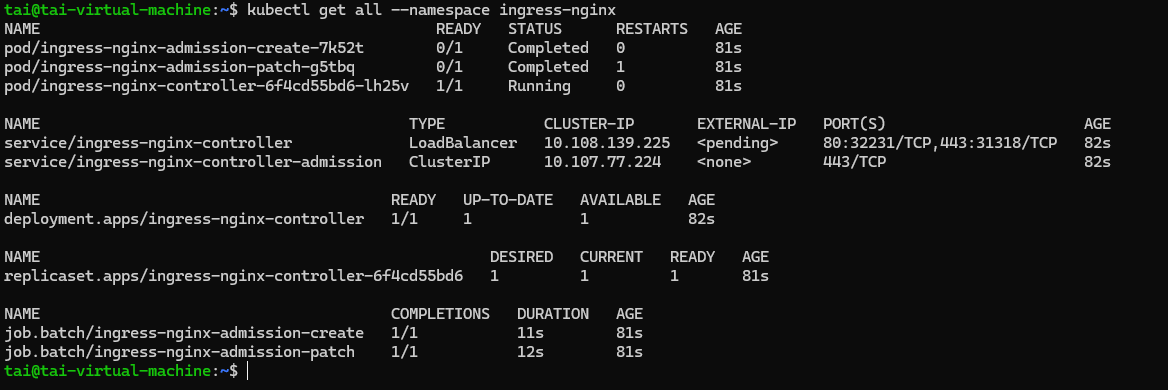 tai@tai-virtual-machine:~$ kubectl get all --namespace ingress-nginx
NAME                                            READY   STATUS      RESTARTS   AGE
pod/ingress-nginx-admission-create-7k52t        0/1     Completed   0          81s
pod/ingress-nginx-admission-patch-g5tbq         0/1     Completed   1          81s
pod/ingress-nginx-controller-6f4cd55bd6-lh25v   1/1     Running     0          81s

NAME                                         TYPE           CLUSTER-IP       EXTERNAL-IP   PORT(S)                      AGE
service/ingress-nginx-controller             LoadBalancer   10.108.139.225   <pending>     80:32231/TCP,443:31318/TCP   82s
service/ingress-nginx-controller-admission   ClusterIP      10.107.77.224    <none>        443/TCP                      82s

NAME                                       READY   UP-TO-DATE   AVAILABLE   AGE
deployment.apps/ingress-nginx-controller   1/1     1            1           82s

NAME                                                  DESIRED   CURRENT   READY   AGE
replicaset.apps/ingress-nginx-controller-6f4cd55bd6   1         1         1       81s

NAME                                       COMPLETIONS   DURATION   AGE
job.batch/ingress-nginx-admission-create   1/1           11s        81s
job.batch/ingress-nginx-admission-patch    1/1           12s        81s
tai@tai-virtual-machine:~$